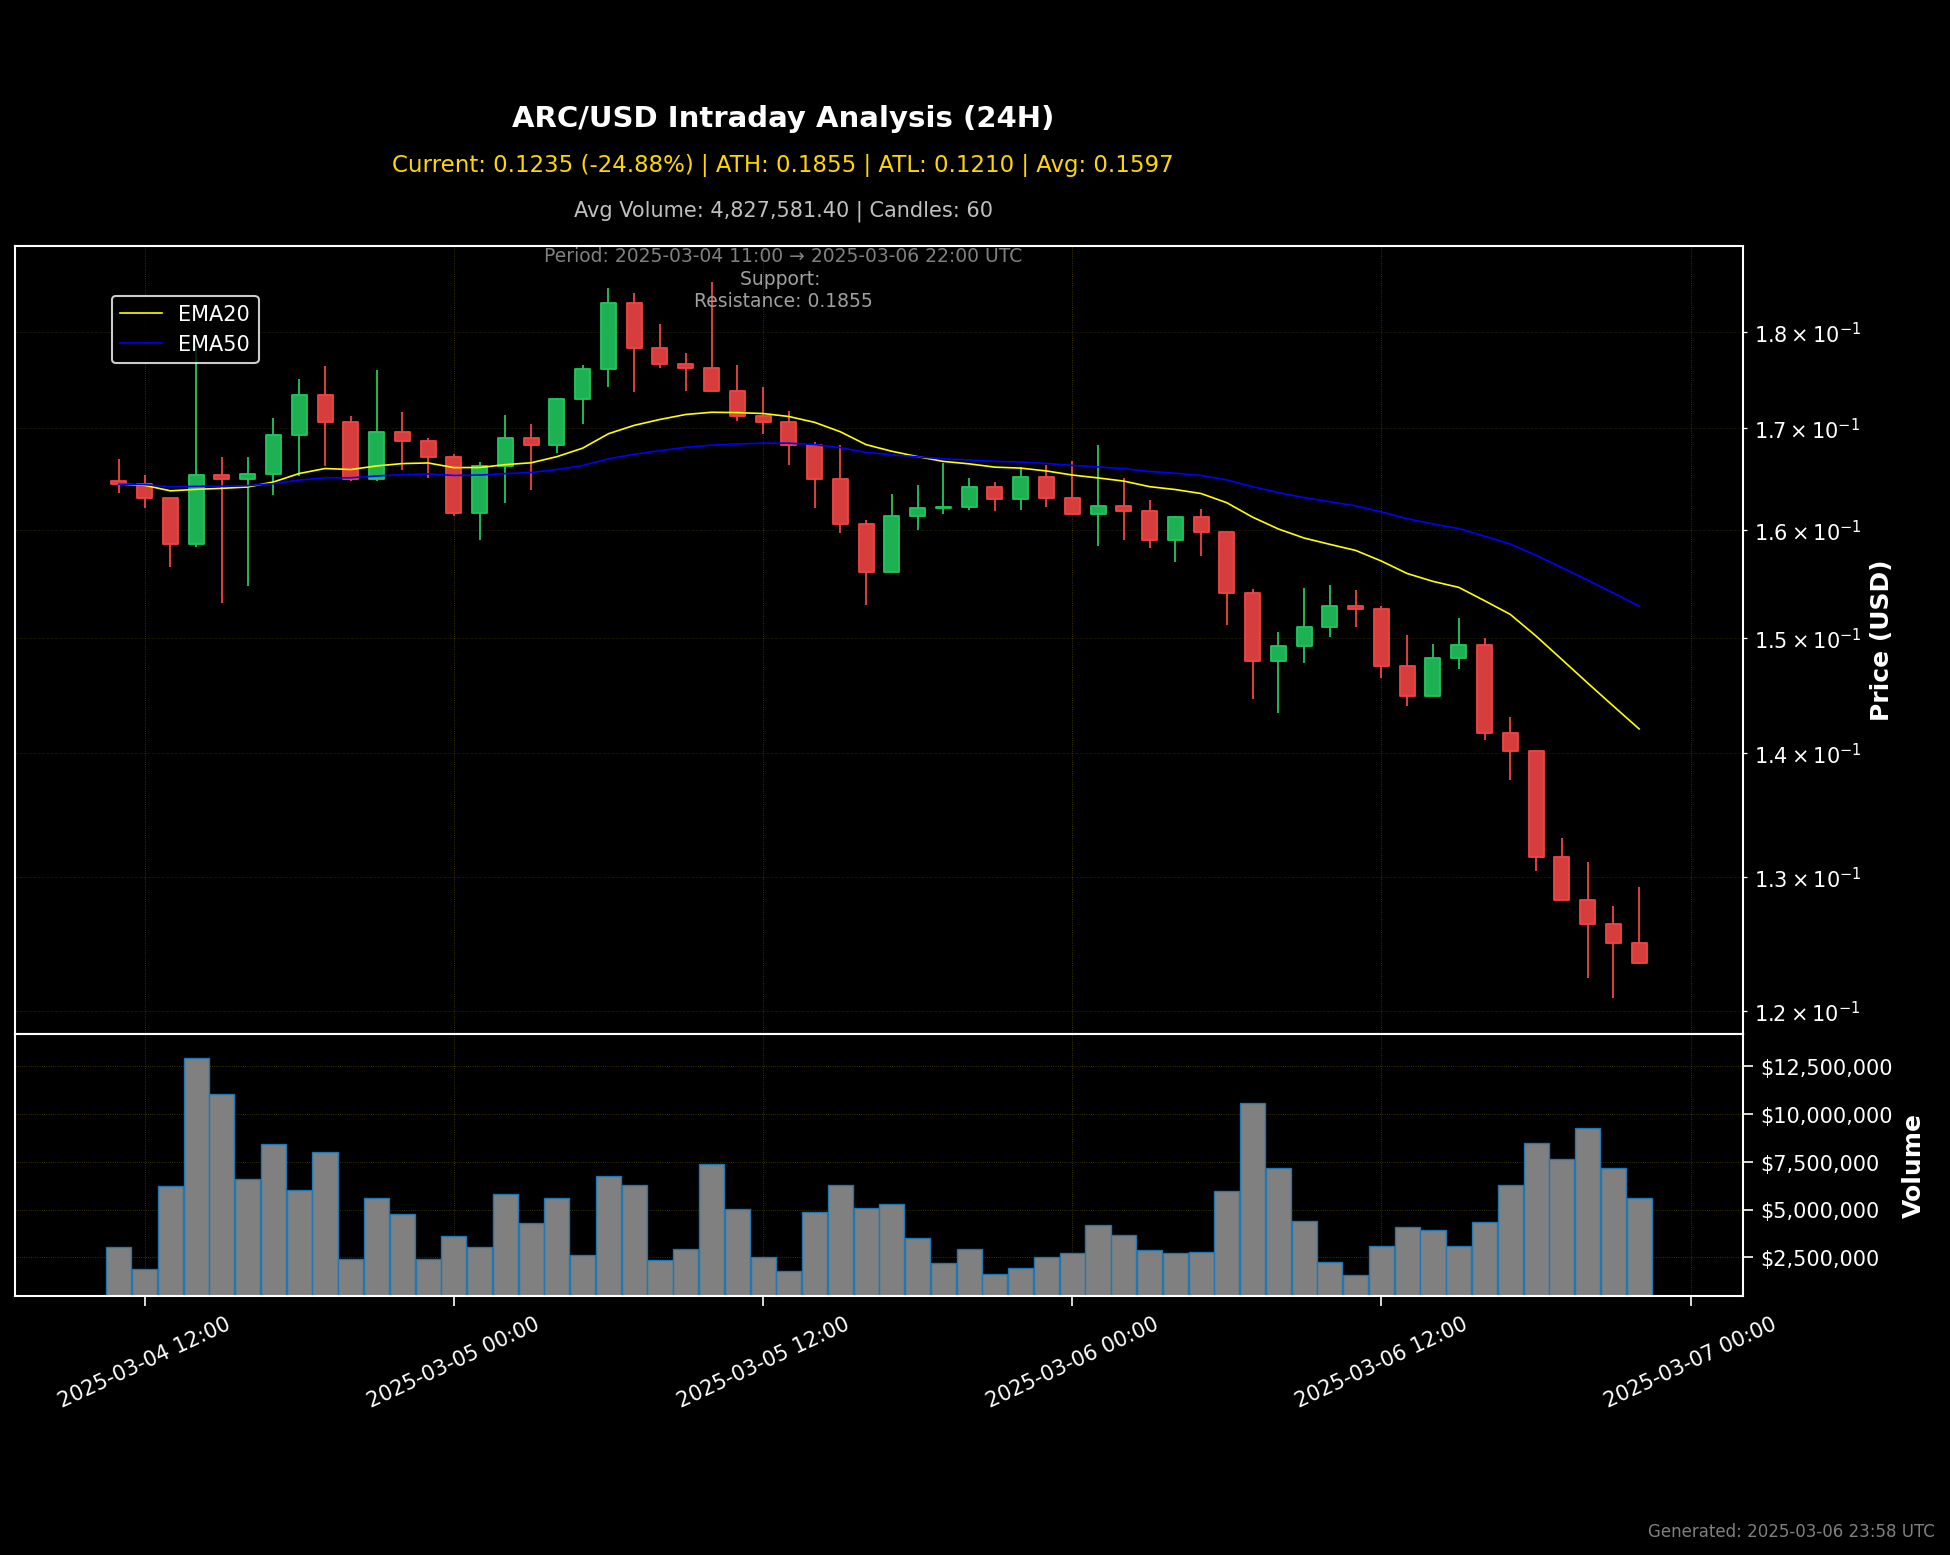 ARC/USD Intraday Analysis (24H)
Current: 0.1235 (-24.88%) | ATH: 0.1855 | ATL: 0.1210 | Avg: 0.1597
Avg Volume: 4,827,581.40 | Candles: 60
Period: 2025-03-04 11:00 → 2025-03-06 22:00 UTC
Support:
Resistance: 0.1855
EMA20
EMA50
1.8 × 10⁻¹
1.7 × 10⁻¹
1.6 × 10⁻¹
1.5 × 10⁻¹
1.4 × 10⁻¹
1.3 × 10⁻¹
1.2 × 10⁻¹
Price (USD)
$12,500,000
$10,000,000
$7,500,000
$5,000,000
$2,500,000
Volume
2025-03-04 12:00
2025-03-05 00:00
2025-03-05 12:00
2025-03-06 00:00
2025-03-06 12:00
2025-03-07 00:00
Generated: 2025-03-06 23:58 UTC